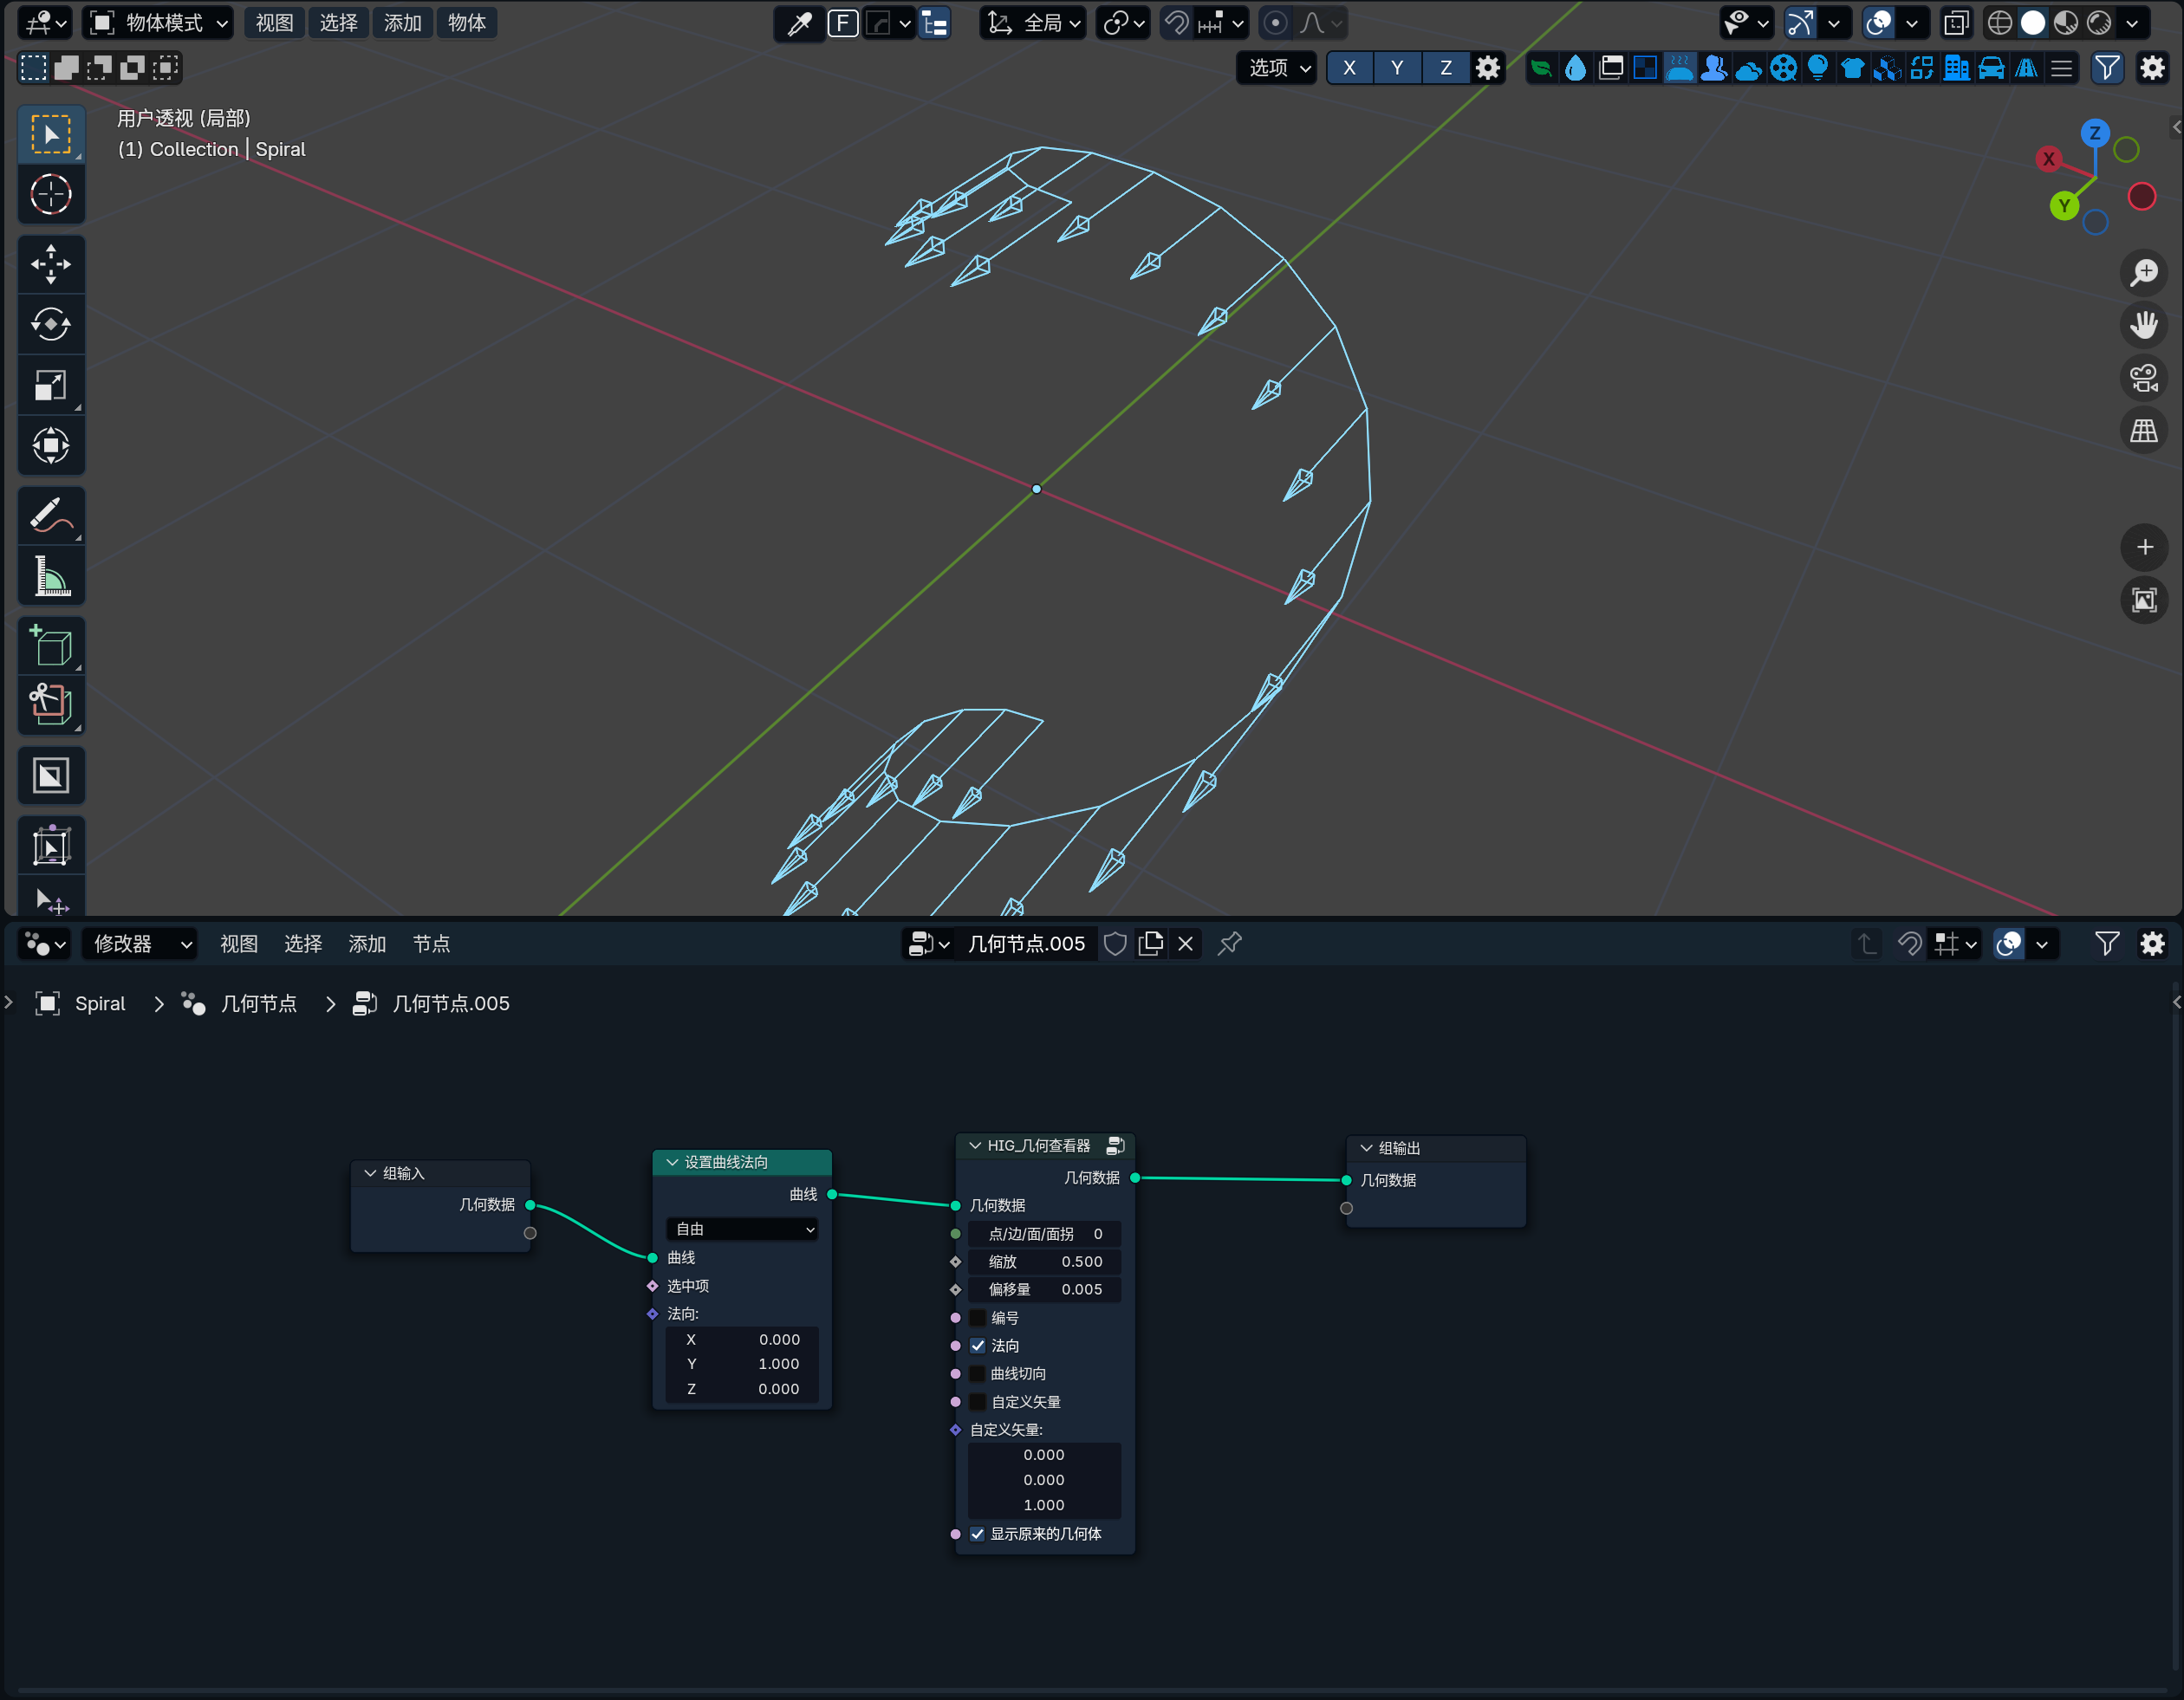 物体模式 视图 选择 添加 物体 F 全局
选项 X Y Z
用户透视 (局部)
(1) Collection | Spiral
Z
X
Y
修改器 视图 选择 添加 节点 几何节点.005
Spiral 几何节点 几何节点.005
组输入
几何数据
设置曲线法向
曲线
自由
曲线
选中项
法向:
X 0.000
Y 1.000
Z 0.000
HIG_几何查看器
几何数据
几何数据
点/边/面/面拐 0
缩放 0.500
偏移量 0.005
编号
法向
曲线切向
自定义矢量
自定义矢量:
0.000
0.000
1.000
显示原来的几何体
组输出
几何数据